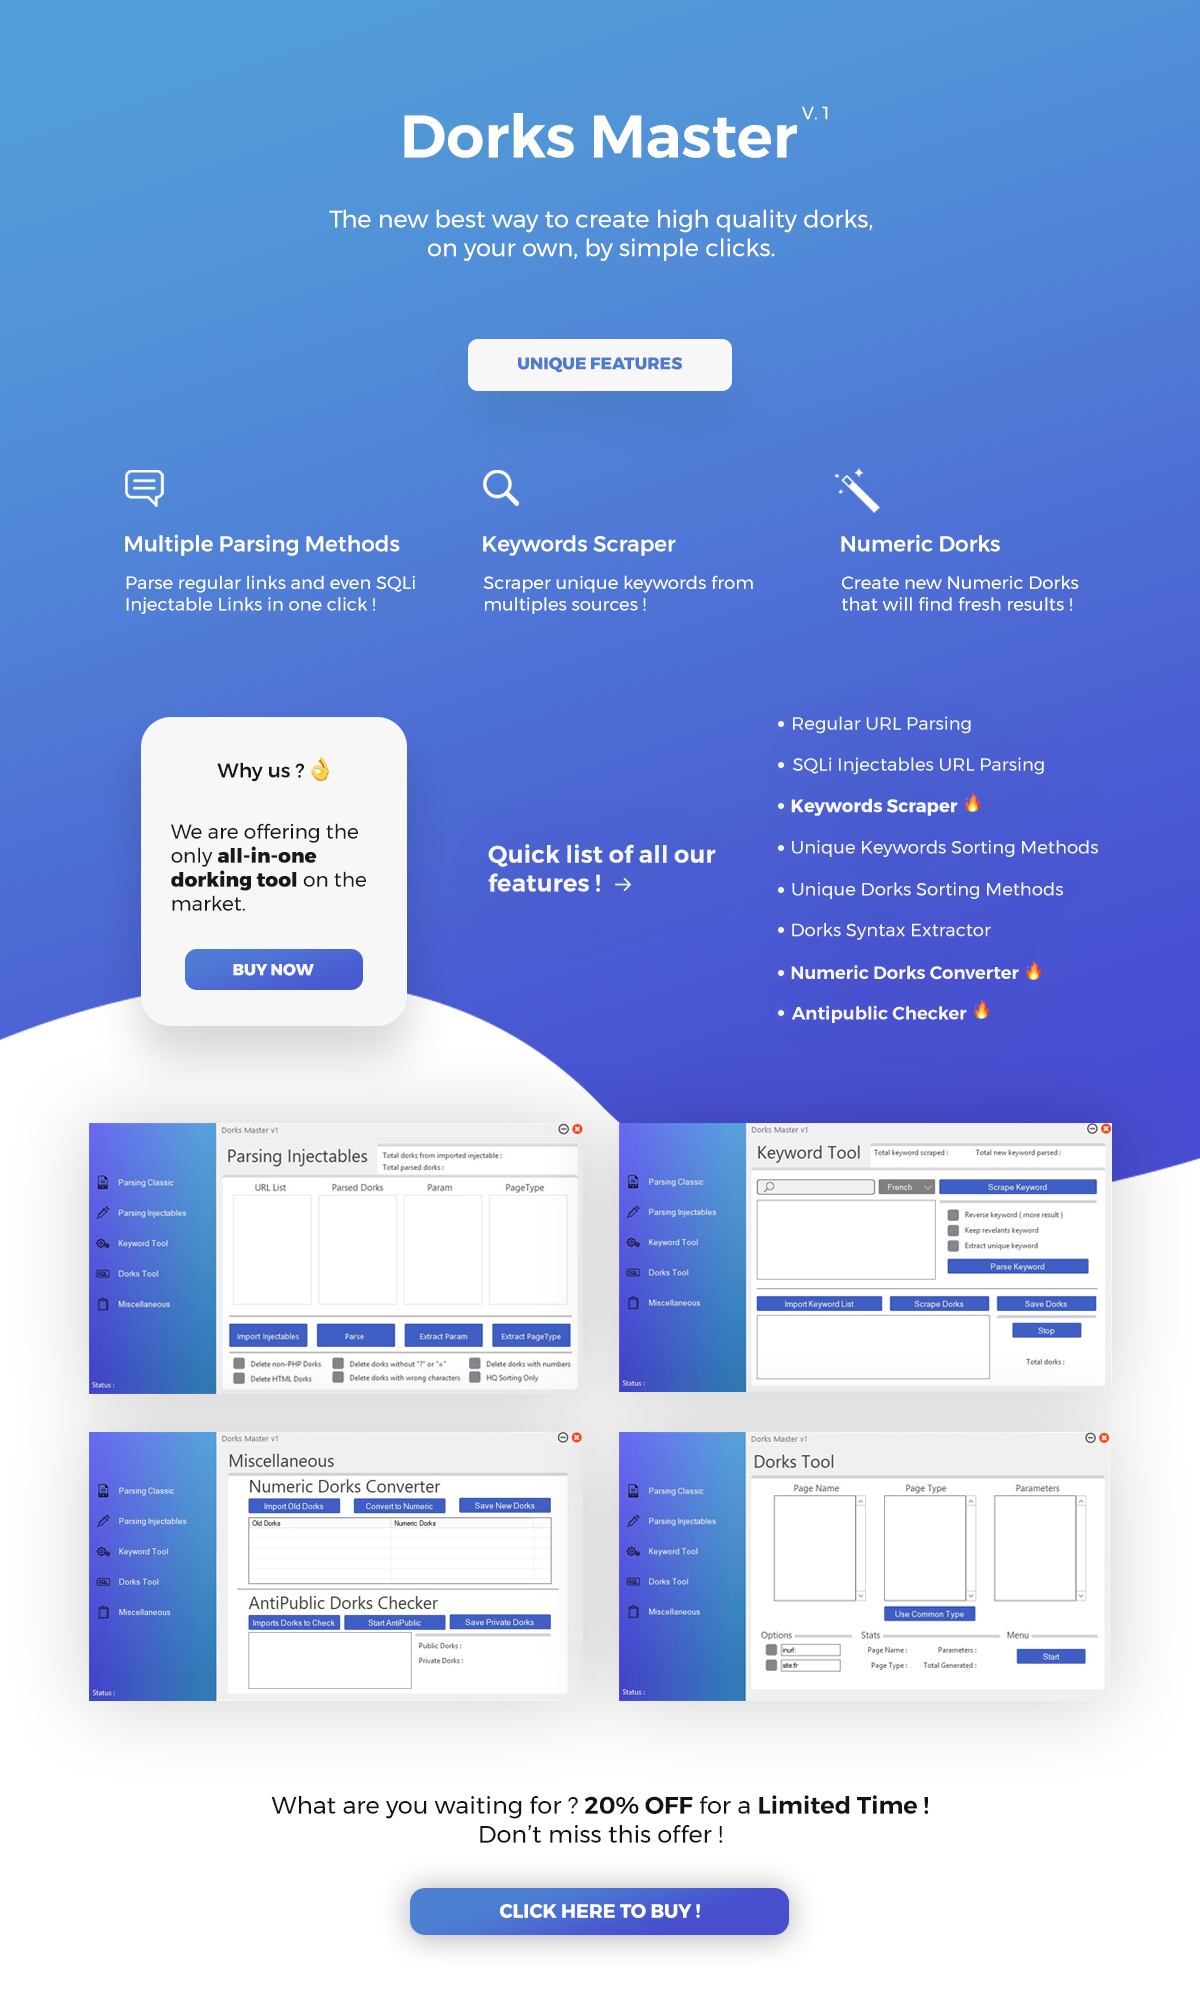 Dorks Master V. 1
The new best way to create high quality dorks,
on your own, by simple clicks.
UNIQUE FEATURES
Multiple Parsing Methods
Parse regular links and even SQLi
Injectable Links in one click !
Keywords Scraper
Scraper unique keywords from
multiples sources !
Numeric Dorks
Create new Numeric Dorks
that will find fresh results !
Why us ? 👌
We are offering the
only all-in-one
dorking tool on the
market.
BUY NOW
Quick list of all our
features ! →
• Regular URL Parsing
• SQLi Injectables URL Parsing
• Keywords Scraper 🔥
• Unique Keywords Sorting Methods
• Unique Dorks Sorting Methods
• Dorks Syntax Extractor
• Numeric Dorks Converter 🔥
• Antipublic Checker 🔥
Dorks Master v1
Parsing Classic
Parsing Injectables
Keyword Tool
Dorks Tool
Miscellaneous
Status :
Parsing Injectables
Total dorks from imported injectable :
Total parsed dorks :
URL List
Parsed Dorks
Param
PageType
Import Injectables
Parse
Extract Param
Extract PageType
Delete non-PHP Dorks
Delete dorks without "?" or "="
Delete dorks with numbers
Delete HTML Dorks
Delete dorks with wrong characters
HQ Sorting Only
Dorks Master v1
Parsing Classic
Parsing Injectables
Keyword Tool
Dorks Tool
Miscellaneous
Status :
Keyword Tool
Total keyword scraped :
Total new keyword parsed :
French
Scrape Keyword
Reverse keyword ( more result )
Keep revelants keyword
Extract unique keyword
Parse Keyword
Import Keyword List
Scrape Dorks
Save Dorks
Stop
Total dorks :
Dorks Master v1
Parsing Classic
Parsing Injectables
Keyword Tool
Dorks Tool
Miscellaneous
Status :
Miscellaneous
Numeric Dorks Converter
Import Old Dorks
Convert to Numeric
Save New Dorks
Old Dorks
Numeric Dorks
AntiPublic Dorks Checker
Imports Dorks to Check
Start AntiPublic
Save Private Dorks
Public Dorks :
Private Dorks :
Dorks Master v1
Parsing Classic
Parsing Injectables
Keyword Tool
Dorks Tool
Miscellaneous
Status :
Dorks Tool
Page Name
Page Type
Parameters
Use Common Type
Options
inurl:
site:fr
Stats
Page Name :
Parameters :
Page Type :
Total Generated :
Menu
Start
What are you waiting for ? 20% OFF for a Limited Time !
Don't miss this offer !
CLICK HERE TO BUY !